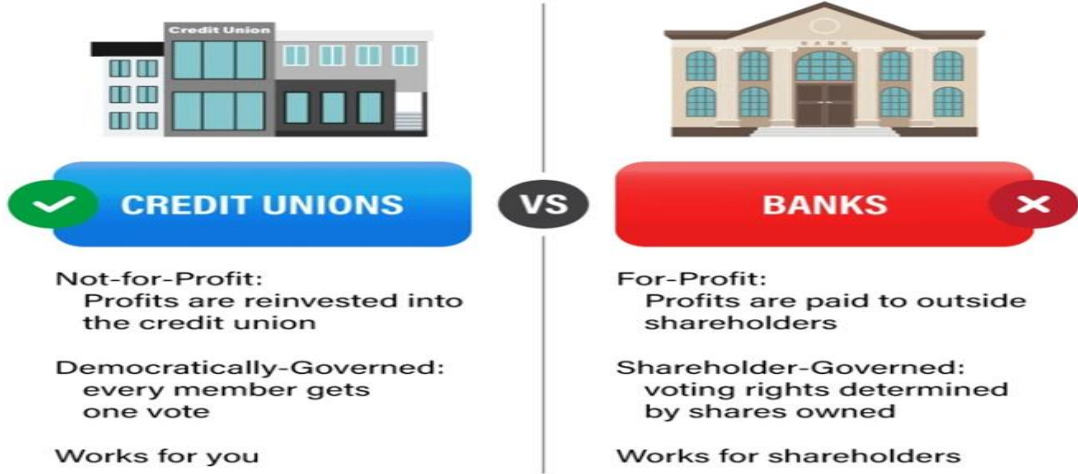 Credit Union
BANK
CREDIT UNIONS
VS
BANKS
Not-for-Profit:
Profits are reinvested into
the credit union
Democratically-Governed:
every member gets
one vote
Works for you
For-Profit:
Profits are paid to outside
shareholders
Shareholder-Governed:
voting rights determined
by shares owned
Works for shareholders